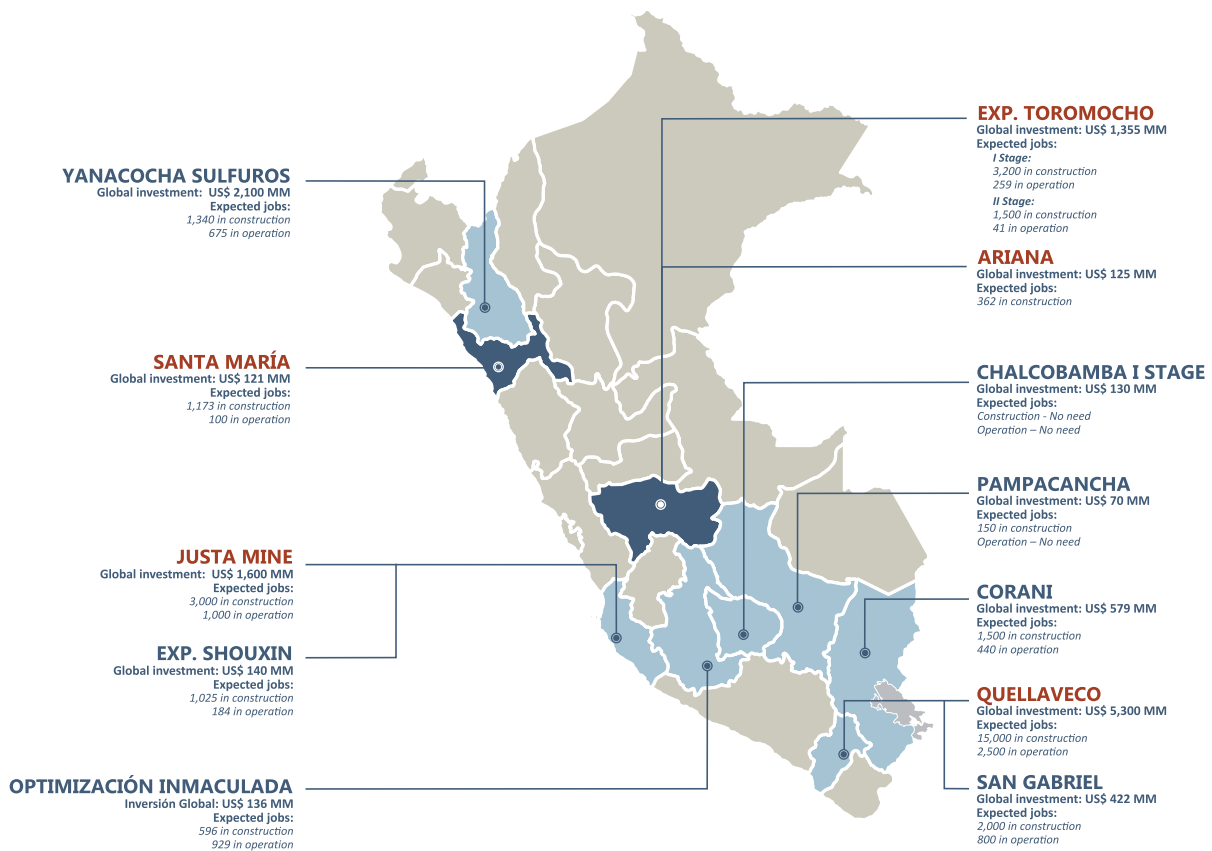 YANACOCHA SULFUROS
Global investment: US$ 2,100 MM
Expected jobs:
1,340 in construction
675 in operation
SANTA MARÍA
Global investment: US$ 121 MM
Expected jobs:
1,173 in construction
100 in operation
JUSTA MINE
Global investment: US$ 1,600 MM
Expected jobs:
3,000 in construction
1,000 in operation
EXP. SHOUXIN
Global investment: US$ 140 MM
Expected jobs:
1,025 in construction
184 in operation
OPTIMIZACIÓN INMACULADA
Inversión Global: US$ 136 MM
Expected jobs:
596 in construction
929 in operation
EXP. TOROMOCHO
Global investment: US$ 1,355 MM
Expected jobs:
I Stage:
3,200 in construction
259 in operation
II Stage:
1,500 in construction
41 in operation
ARIANA
Global investment: US$ 125 MM
Expected jobs:
362 in construction
CHALCOBAMBA I STAGE
Global investment: US$ 130 MM
Expected jobs:
Construction - No need
Operation – No need
PAMPACANCHA
Global investment: US$ 70 MM
Expected jobs:
150 in construction
Operation – No need
CORANI
Global investment: US$ 579 MM
Expected jobs:
1,500 in construction
440 in operation
QUELLAVECO
Global investment: US$ 5,300 MM
Expected jobs:
15,000 in construction
2,500 in operation
SAN GABRIEL
Global investment: US$ 422 MM
Expected jobs:
2,000 in construction
800 in operation